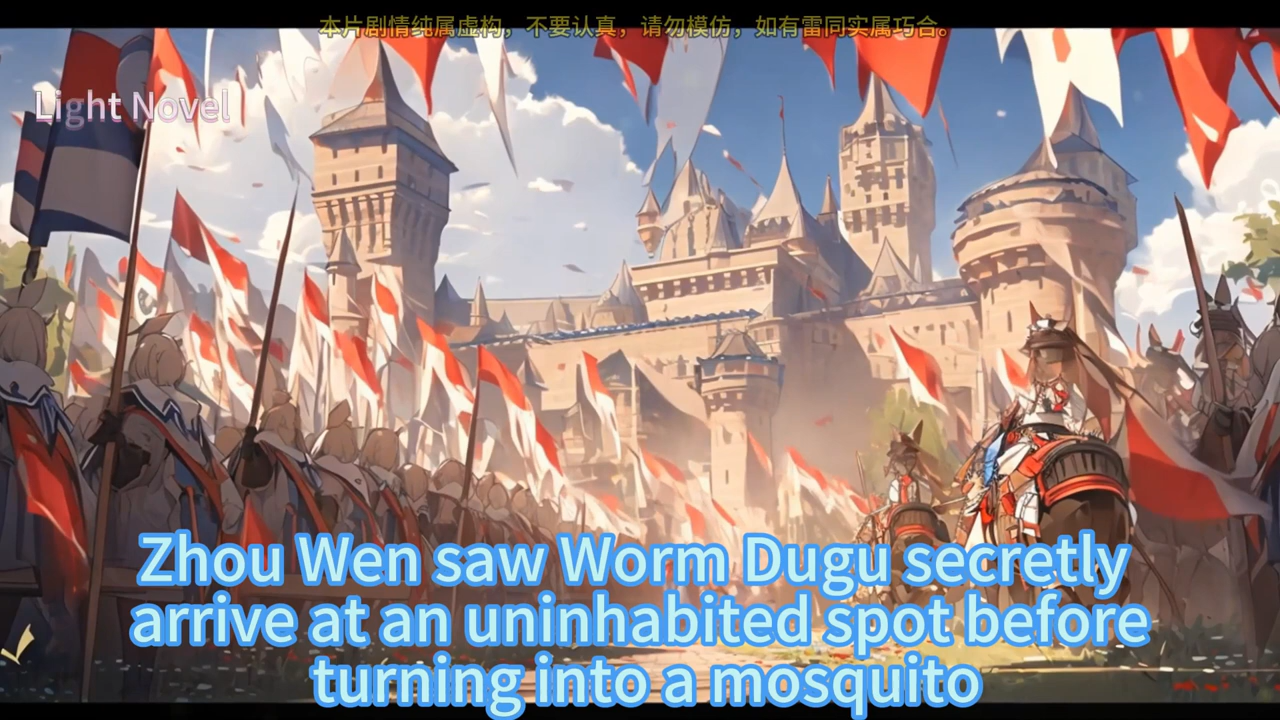 本片剧情纯属虚构，不要认真，请勿模仿，如有雷同实属巧合。
Light Novel
Zhou Wen saw Worm Dugu secretly
arrive at an uninhabited spot before
turning into a mosquito